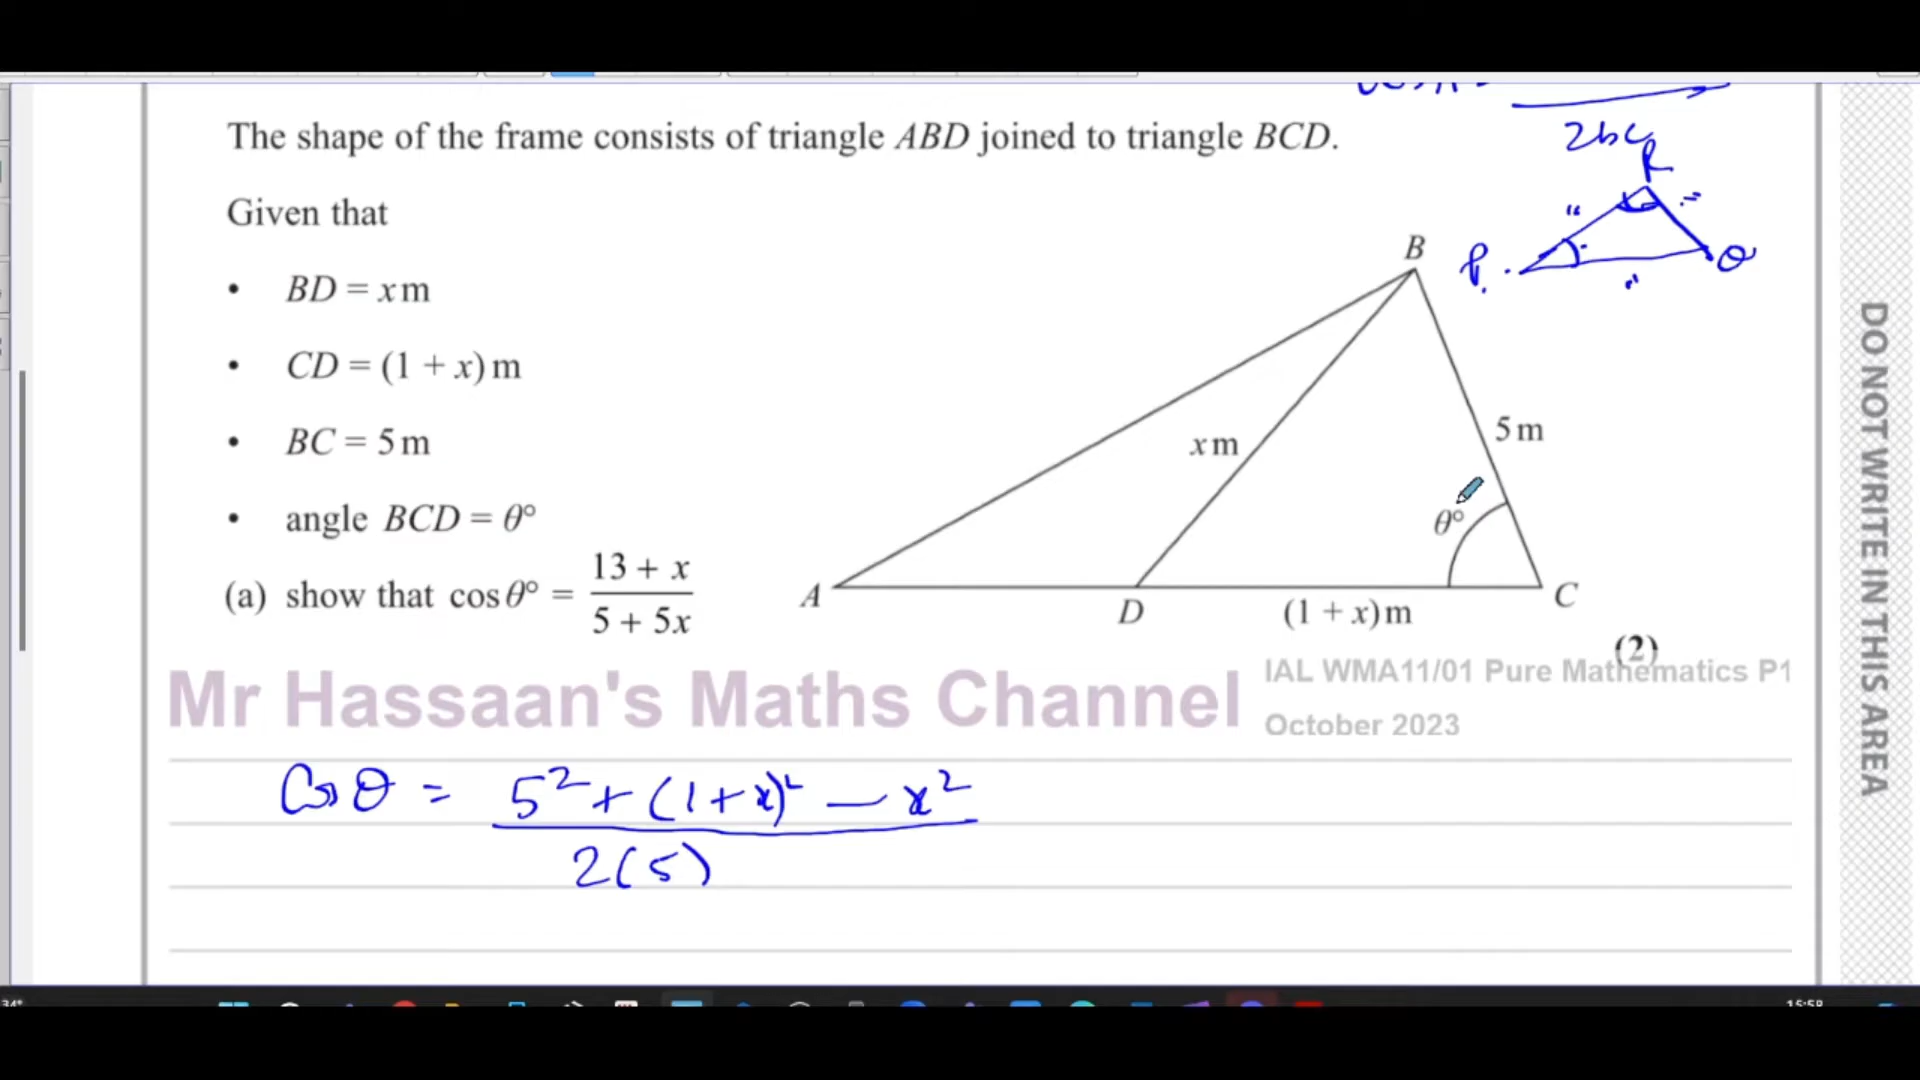 The shape of the frame consists of triangle ABD joined to triangle BCD.
2bc
R
Given that
P
Q
B
• BD = x m
• CD = (1 + x) m
• BC = 5 m
x m
5 m
• angle BCD = θ°
θ°
(a) show that cos θ° = (13 + x)/(5 + 5x)
A
D
(1 + x) m
C
(2)
Mr Hassaan's Maths Channel
IAL WMA11/01 Pure Mathematics P1
October 2023
Cos θ = 5² + (1+x)² − x²
2(5)
DO NOT WRITE IN THIS AREA
34°